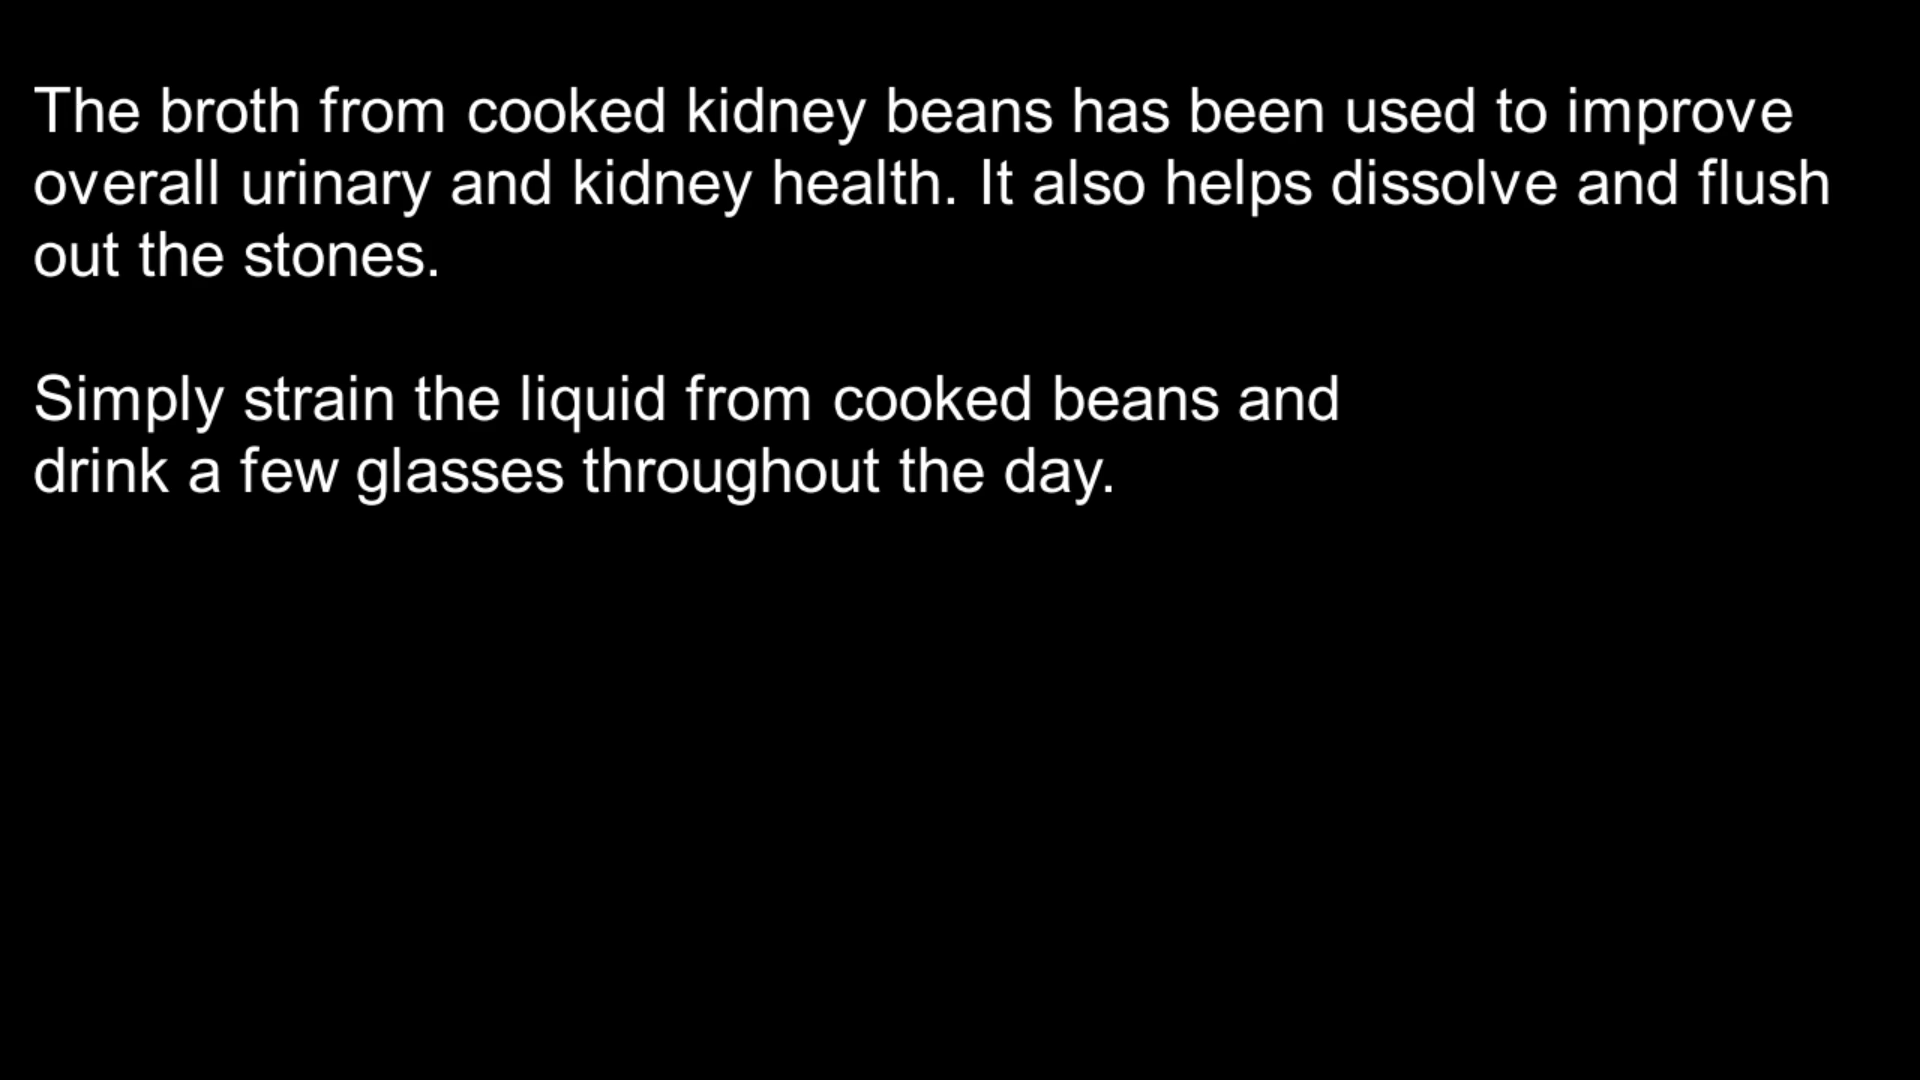 The broth from cooked kidney beans has been used to improve
overall urinary and kidney health. It also helps dissolve and flush
out the stones.
Simply strain the liquid from cooked beans and
drink a few glasses throughout the day.